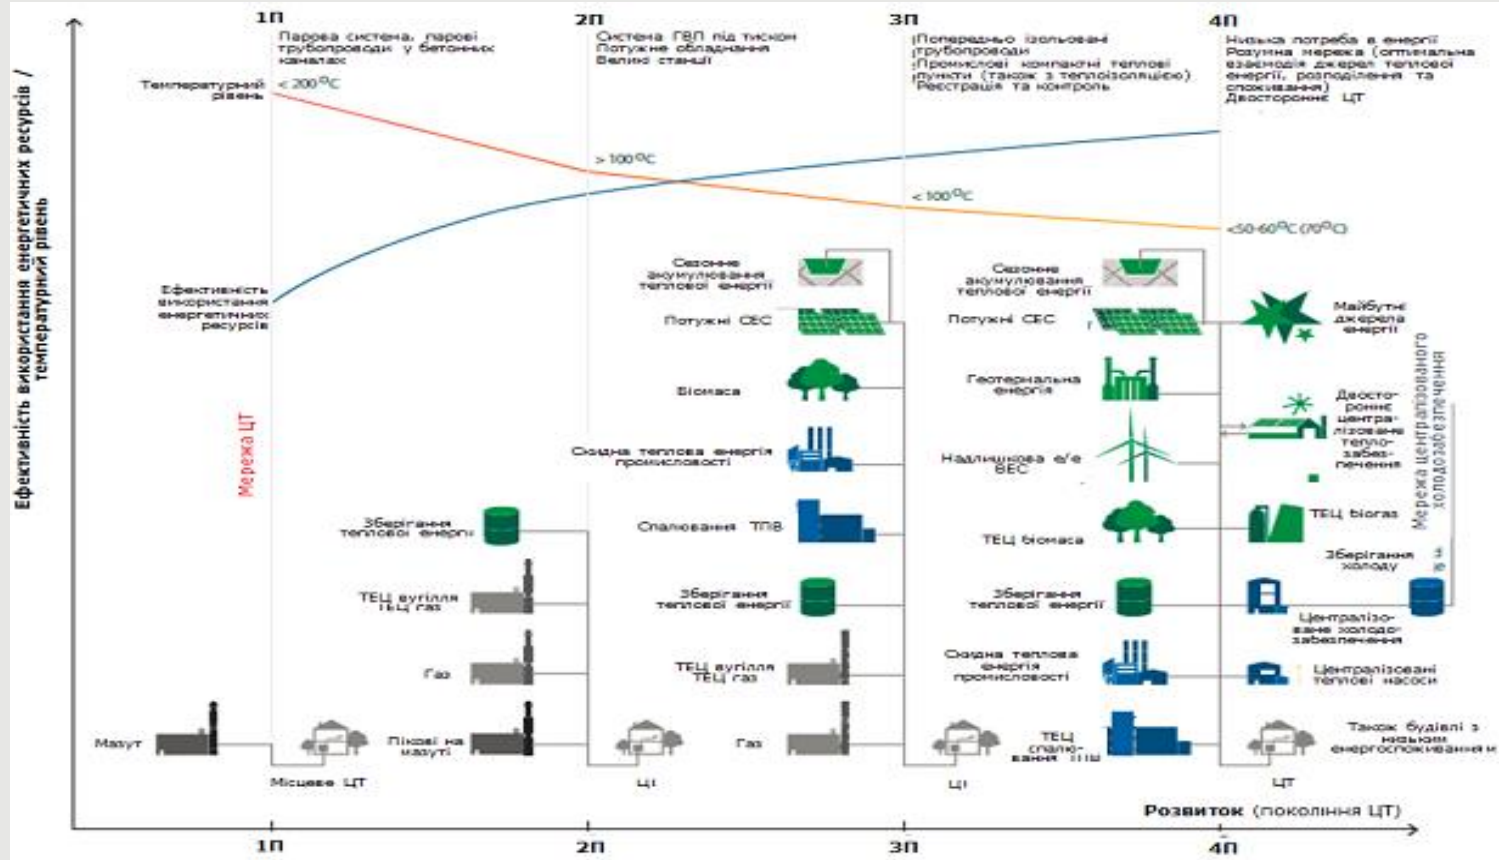 1П
2П
3П
4П
Парова система, парові
трубопроводи у бетонних
каналах
Система ГВП під тиском
Потужне обладнання
Великі станції
Попередньо ізольовані
трубопроводи
Промислові компактні теплові
пункти (також з теплоізоляцією)
Реєстрація та контроль
Низька потреба в енергії
Розумна мережа (оптимальна
взаємодія джерел теплової
енергії, розподілення та
споживання)
Двостороннє ЦТ
Ефективність використання енергетичних ресурсів /
температурний рівень
Температурний
рівень
< 200°C
> 100°C
< 100°C
<50-60°C (70°C)
Ефективність
використання
енергетичних
ресурсів
Мережа ЦТ
Мазут
Місцеве ЦТ
Зберігання
теплової енергії
ТЕЦ вугілля
ТЕЦ газ
Газ
Пікові на
мазуті
Сезонне
акумулювання
теплової енергії
Потужні СЕС
Біомаса
Скидна теплова енергія
промисловості
Спалювання ТПВ
Зберігання
теплової енергії
ТЕЦ вугілля
ТЕЦ газ
Газ
Сезонне
акумулювання
теплової енергії
Потужні СЕС
Геотермальна
енергія
Надлишкова е/е
ВЕС
ТЕЦ біомаса
Зберігання
теплової енергії
Скидна теплова
енергія
промисловості
ТЕЦ
спалю-
вання
Майбутні
джерела
енергії
Двосто-
роннє
центра-
лізоване
тепло-
забез-
печення
ТЕЦ біогаз
Зберігання
холоду
Централізо-
ване холодо-
забезпечення
Централізовані
теплові насоси
Також будівлі з
низьким
енергоспоживанням
ЦТ
Мережа централізованого
холодозабезпечення
Розвиток (покоління ЦТ)
1П
2П
3П
4П